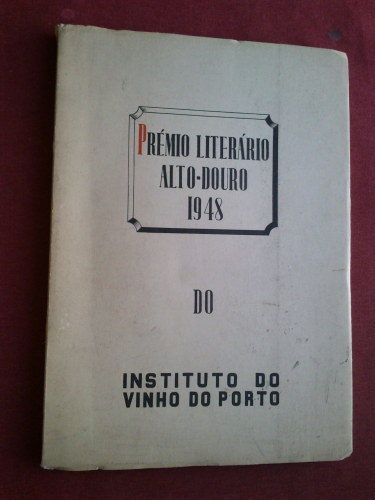 PRÉMIO LITERÁRIO
ALTO-DOURO
1948
DO
INSTITUTO DO
VINHO DO PORTO